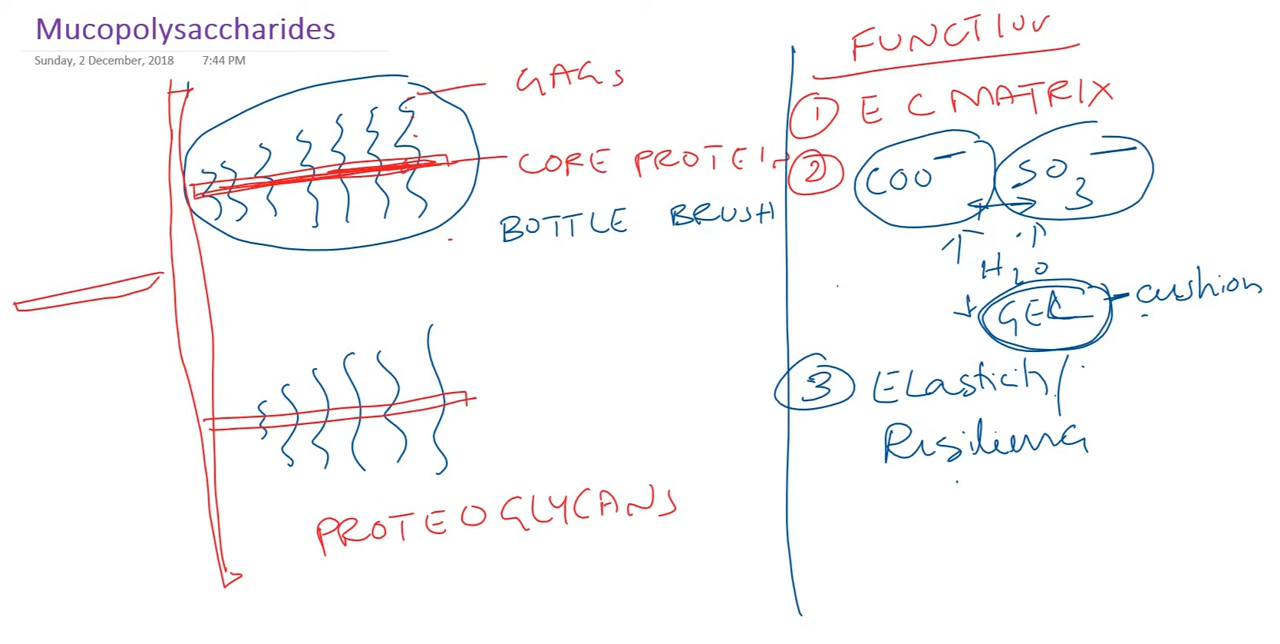 Mucopolysaccharides
Sunday, 2 December, 2018 7:44 PM
GAGs
CORE PROTEIN
BOTTLE BRUSH
PROTEOGLYCANS
FUNCTION
1 E C MATRIX
2 COO⁻ SO3⁻
H2O
↓ GEL - cushion
3 Elasticity/